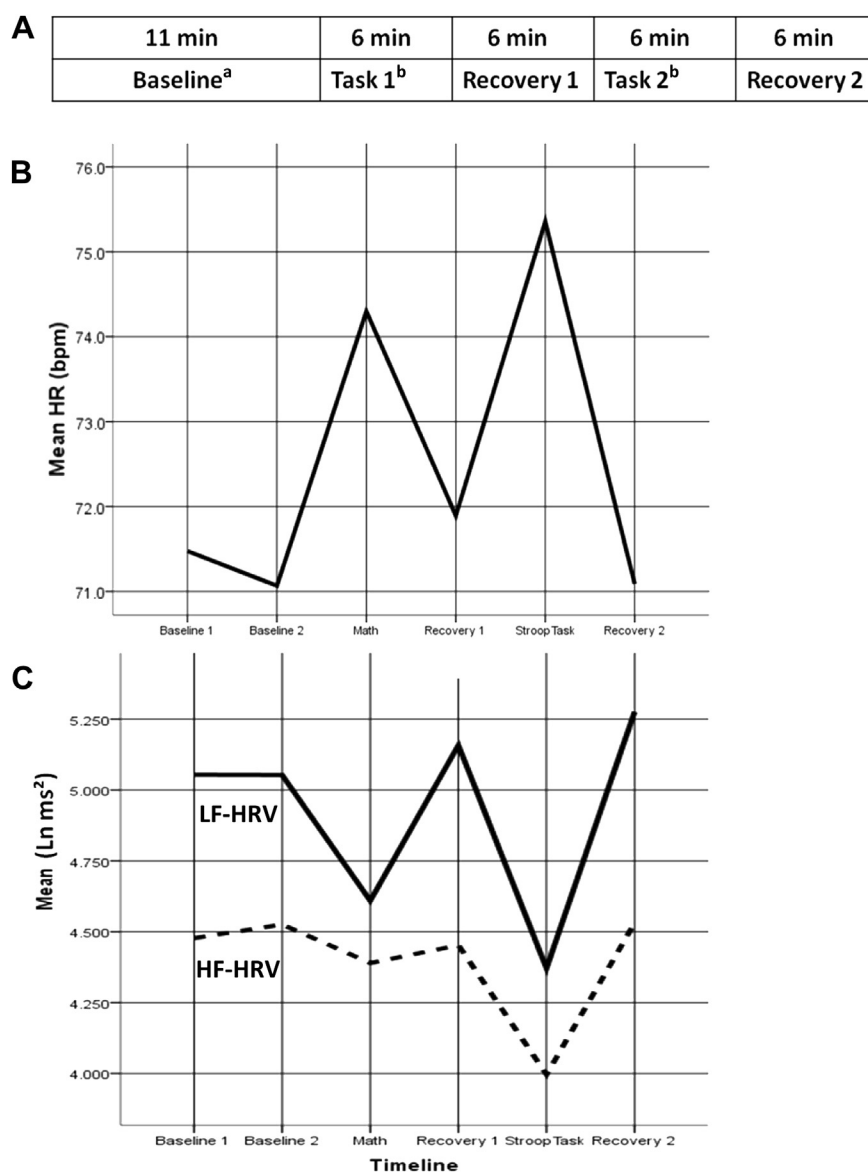 A
11 min 6 min 6 min 6 min 6 min
Baselineᵃ Task 1ᵇ Recovery 1 Task 2ᵇ Recovery 2
B
Mean HR (bpm)
76.0
75.0
74.0
73.0
72.0
71.0
Baseline 1 Baseline 2 Math Recovery 1 Stroop Task Recovery 2
C
Mean (Ln ms²)
5.250
5.000
4.750
4.500
4.250
4.000
LF-HRV
HF-HRV
Baseline 1 Baseline 2 Math Recovery 1 Stroop Task Recovery 2
Timeline